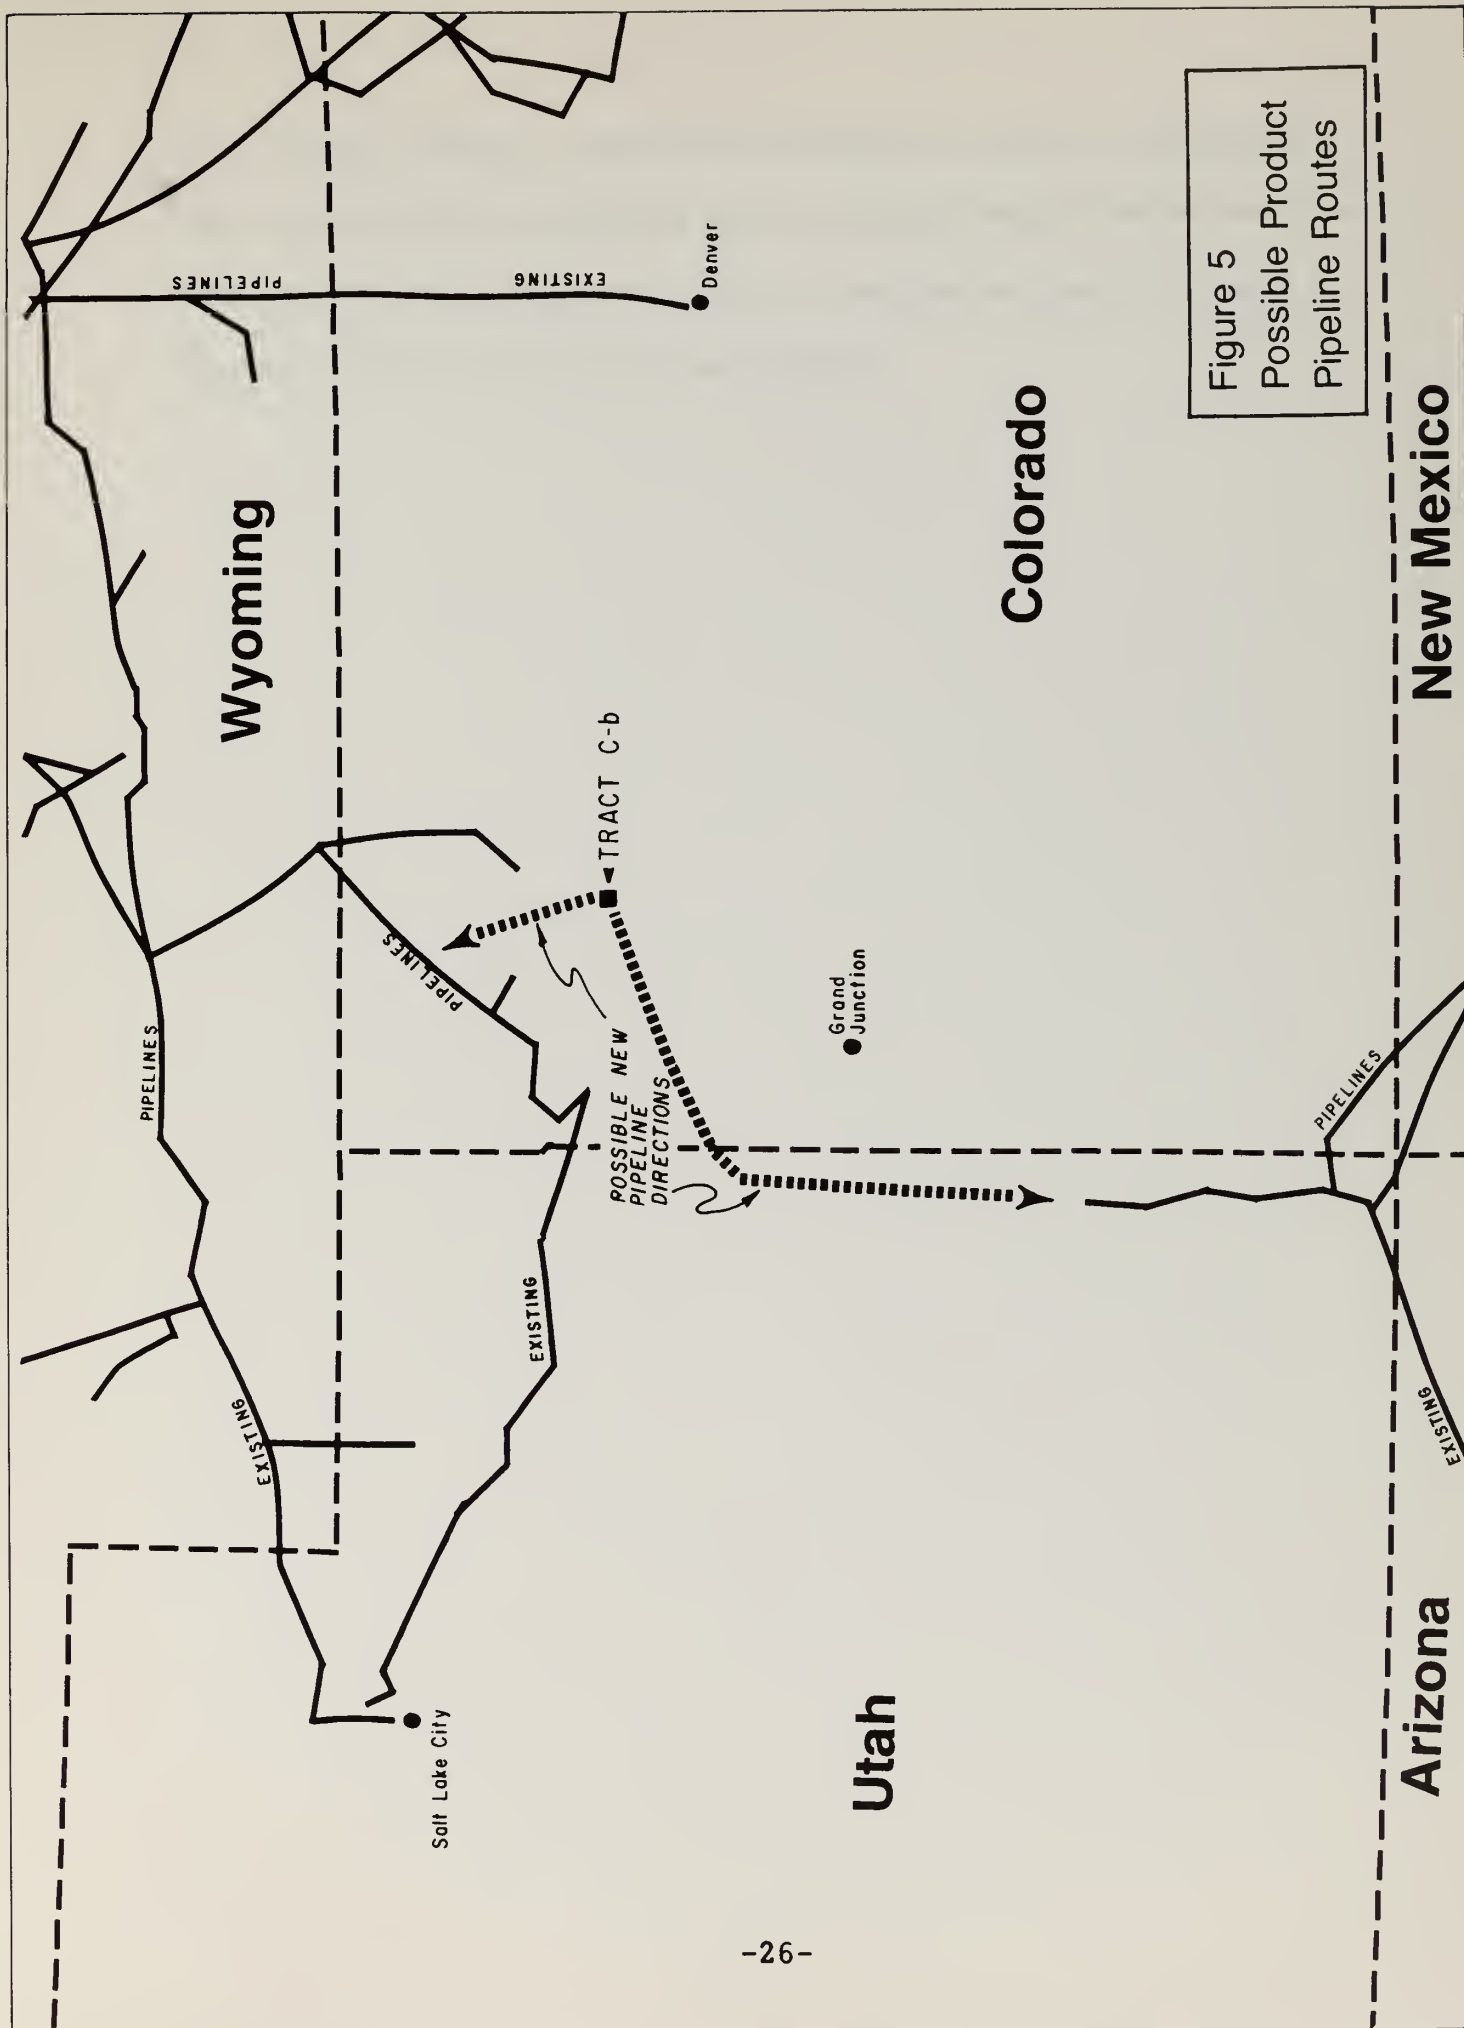 Wyoming
PIPELINES
EXISTING
PIPELINES
EXISTING
PIPELINES
EXISTING
Salt Lake City
Denver
◄TRACT C-b
POSSIBLE NEW
PIPELINE
DIRECTIONS
Grand
Junction
Utah
Colorado
PIPELINES
EXISTING
Arizona
New Mexico
Figure 5
Possible Product
Pipeline Routes
-26-